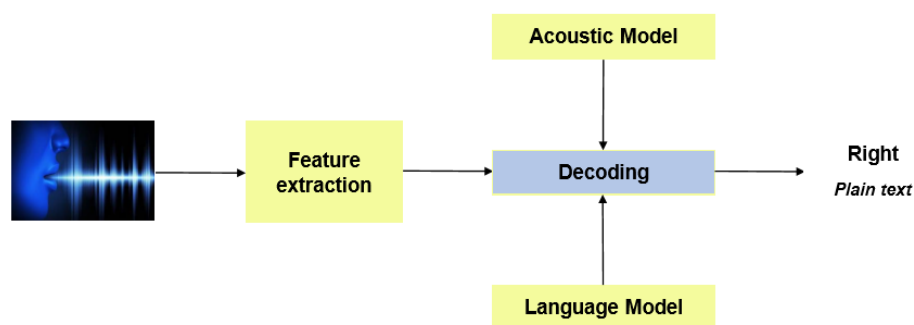 Acoustic Model
Feature
extraction
Decoding
Right
Plain text
Language Model